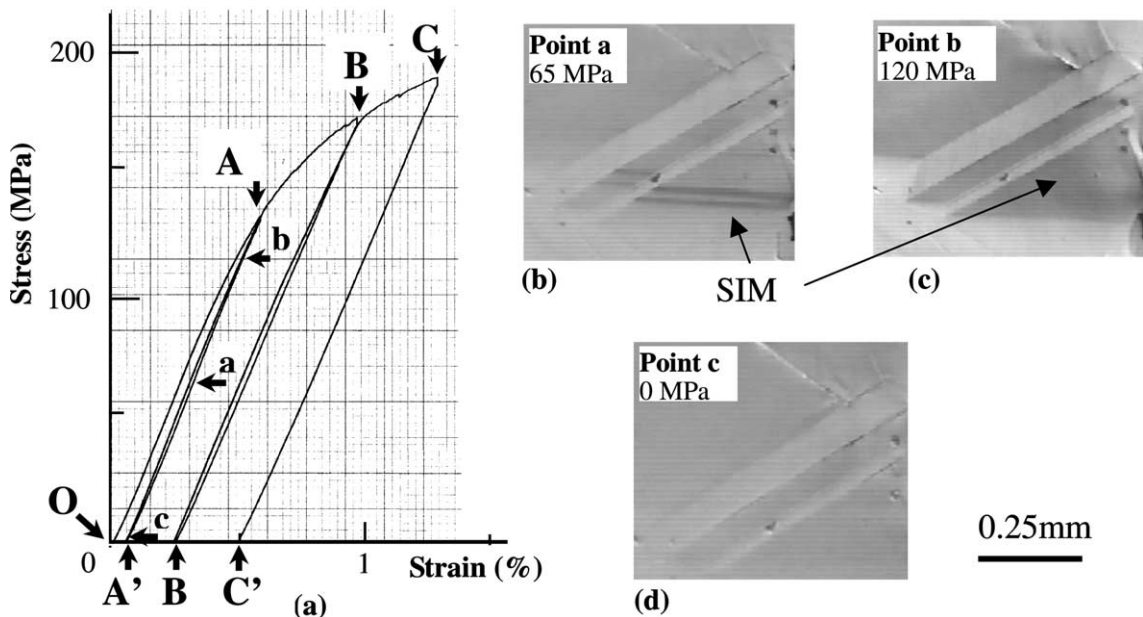 200
100
0
1
Stress (MPa)
Strain (%)
O
A
B
C
a
b
c
A’
B
C’
(a)
Point a
65 MPa
(b)
Point b
120 MPa
(c)
SIM
Point c
0 MPa
(d)
0.25mm